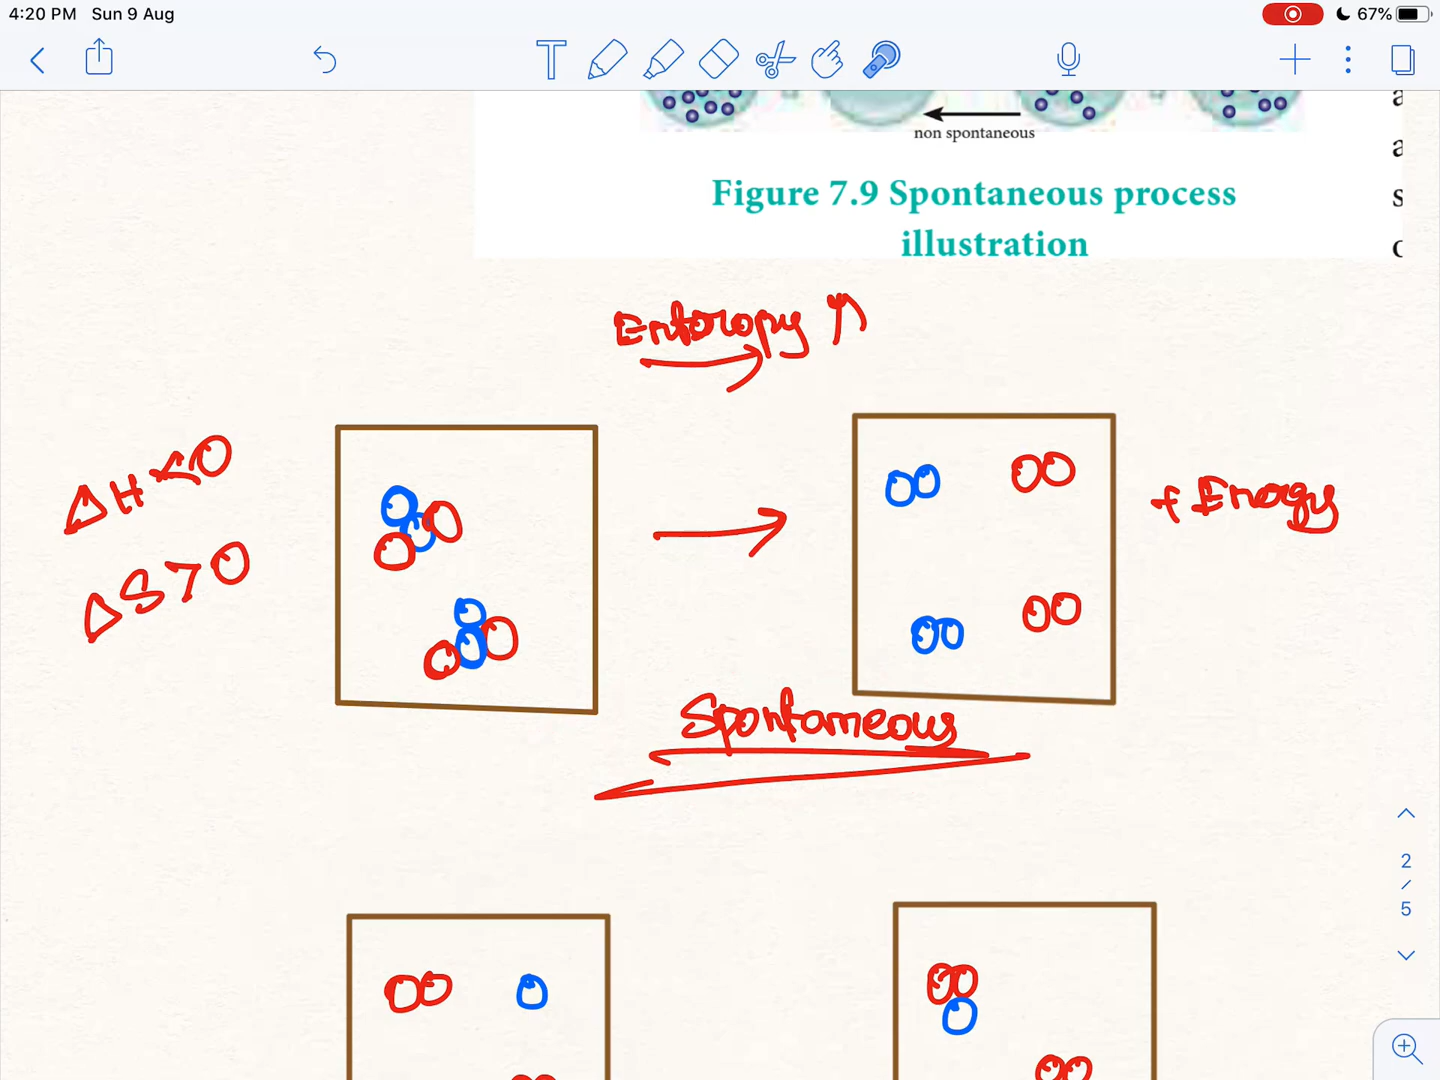 4:20 PM Sun 9 Aug 67%
T
a
non spontaneous
a
Figure 7.9 Spontaneous process
s
illustration
Entropy ↑
ΔH<0
+ Energy
ΔS>0
Spontaneous
2
/
5